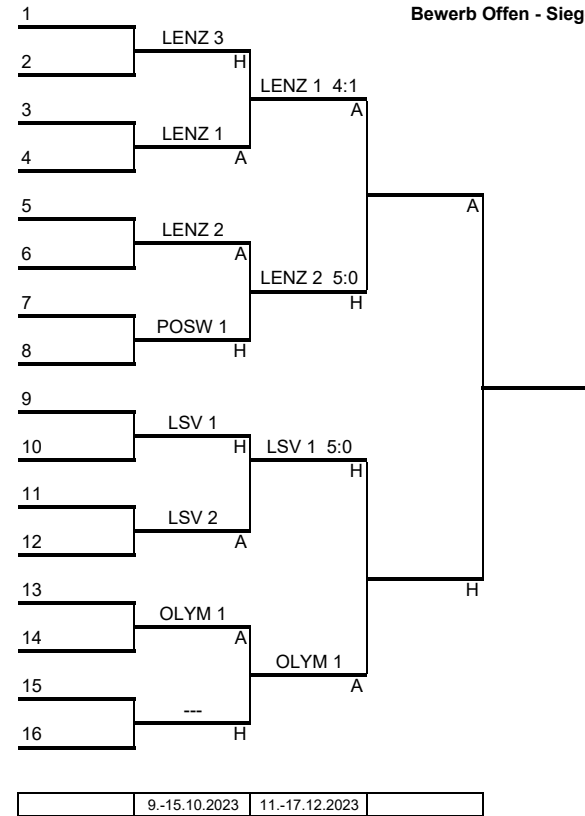 Bewerb Offen - Sieg
1
LENZ 3
2
H
LENZ 1 4:1
A
3
LENZ 1
4
A
A
5
LENZ 2
6
A
LENZ 2 5:0
H
7
POSW 1
8
H
9
LSV 1
10
H
LSV 1 5:0
H
11
LSV 2
12
A
H
13
OLYM 1
14
A
OLYM 1
A
15
---
16
H
9.-15.10.2023 11.-17.12.2023